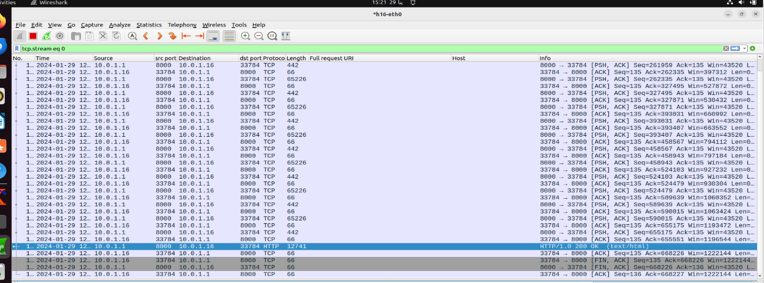 Wireshark 15:21 29
*h16-eth0
File Edit View Go Capture Analyze Statistics Telephony Wireless Tools Help
tcp.stream eq 0
No. Time Source src port Destination dst port Protoco Length Full request URI Host Info
1.. 2024-01-29 12… 10.0.1.1 8000 10.0.1.16 33784 TCP 442 8000 → 33784 [PSH, ACK] Seq=261959 Ack=135 Win=43520 L…
1.. 2024-01-29 12… 10.0.1.16 33784 10.0.1.1 8000 TCP 66 33784 → 8000 [ACK] Seq=135 Ack=262335 Win=397312 Len=0…
1.. 2024-01-29 12… 10.0.1.1 8000 10.0.1.16 33784 TCP 65226 8000 → 33784 [PSH, ACK] Seq=262335 Ack=135 Win=43520 L…
1.. 2024-01-29 12… 10.0.1.16 33784 10.0.1.1 8000 TCP 66 33784 → 8000 [ACK] Seq=135 Ack=327495 Win=527872 Len=0…
1.. 2024-01-29 12… 10.0.1.1 8000 10.0.1.16 33784 TCP 442 8000 → 33784 [PSH, ACK] Seq=327495 Ack=135 Win=43520 L…
1.. 2024-01-29 12… 10.0.1.16 33784 10.0.1.1 8000 TCP 66 33784 → 8000 [ACK] Seq=135 Ack=327871 Win=530432 Len=0…
1.. 2024-01-29 12… 10.0.1.1 8000 10.0.1.16 33784 TCP 65226 8000 → 33784 [PSH, ACK] Seq=327871 Ack=135 Win=43520 L…
1.. 2024-01-29 12… 10.0.1.16 33784 10.0.1.1 8000 TCP 66 33784 → 8000 [ACK] Seq=135 Ack=393031 Win=660992 Len=0…
1.. 2024-01-29 12… 10.0.1.1 8000 10.0.1.16 33784 TCP 442 8000 → 33784 [PSH, ACK] Seq=393031 Ack=135 Win=43520 L…
1.. 2024-01-29 12… 10.0.1.16 33784 10.0.1.1 8000 TCP 66 33784 → 8000 [ACK] Seq=135 Ack=393407 Win=663552 Len=0…
1.. 2024-01-29 12… 10.0.1.1 8000 10.0.1.16 33784 TCP 65226 8000 → 33784 [PSH, ACK] Seq=393407 Ack=135 Win=43520 L…
1.. 2024-01-29 12… 10.0.1.16 33784 10.0.1.1 8000 TCP 66 33784 → 8000 [ACK] Seq=135 Ack=458567 Win=794112 Len=0…
1.. 2024-01-29 12… 10.0.1.1 8000 10.0.1.16 33784 TCP 442 8000 → 33784 [PSH, ACK] Seq=458567 Ack=135 Win=43520 L…
1.. 2024-01-29 12… 10.0.1.16 33784 10.0.1.1 8000 TCP 66 33784 → 8000 [ACK] Seq=135 Ack=458943 Win=797184 Len=0…
1.. 2024-01-29 12… 10.0.1.1 8000 10.0.1.16 33784 TCP 65226 8000 → 33784 [PSH, ACK] Seq=458943 Ack=135 Win=43520 L…
1.. 2024-01-29 12… 10.0.1.16 33784 10.0.1.1 8000 TCP 66 33784 → 8000 [ACK] Seq=135 Ack=524103 Win=927232 Len=0…
1.. 2024-01-29 12… 10.0.1.1 8000 10.0.1.16 33784 TCP 442 8000 → 33784 [PSH, ACK] Seq=524103 Ack=135 Win=43520 L…
1.. 2024-01-29 12… 10.0.1.16 33784 10.0.1.1 8000 TCP 66 33784 → 8000 [ACK] Seq=135 Ack=524479 Win=930304 Len=0…
1.. 2024-01-29 12… 10.0.1.1 8000 10.0.1.16 33784 TCP 65226 8000 → 33784 [PSH, ACK] Seq=524479 Ack=135 Win=43520 L…
1.. 2024-01-29 12… 10.0.1.16 33784 10.0.1.1 8000 TCP 66 33784 → 8000 [ACK] Seq=135 Ack=589639 Win=1060352 Len=…
1.. 2024-01-29 12… 10.0.1.1 8000 10.0.1.16 33784 TCP 442 8000 → 33784 [PSH, ACK] Seq=589639 Ack=135 Win=43520 L…
1.. 2024-01-29 12… 10.0.1.16 33784 10.0.1.1 8000 TCP 66 33784 → 8000 [ACK] Seq=135 Ack=590015 Win=1063424 Len=…
1.. 2024-01-29 12… 10.0.1.1 8000 10.0.1.16 33784 TCP 65226 8000 → 33784 [PSH, ACK] Seq=590015 Ack=135 Win=43520 L…
1.. 2024-01-29 12… 10.0.1.16 33784 10.0.1.1 8000 TCP 66 33784 → 8000 [ACK] Seq=135 Ack=655175 Win=1193472 Len=…
1.. 2024-01-29 12… 10.0.1.1 8000 10.0.1.16 33784 TCP 442 8000 → 33784 [PSH, ACK] Seq=655175 Ack=135 Win=43520 L…
1.. 2024-01-29 12… 10.0.1.16 33784 10.0.1.1 8000 TCP 66 33784 → 8000 [ACK] Seq=135 Ack=655551 Win=1196544 Len=…
1.. 2024-01-29 12… 10.0.1.1 8000 10.0.1.16 33784 HTTP 12741 HTTP/1.0 200 OK (text/html)
1.. 2024-01-29 12… 10.0.1.16 33784 10.0.1.1 8000 TCP 66 33784 → 8000 [ACK] Seq=135 Ack=668226 Win=1222144 Len=…
1.. 2024-01-29 12… 10.0.1.16 33784 10.0.1.1 8000 TCP 66 33784 → 8000 [FIN, ACK] Seq=135 Ack=668226 Win=1222144…
1.. 2024-01-29 12… 10.0.1.1 8000 10.0.1.16 33784 TCP 66 8000 → 33784 [FIN, ACK] Seq=668226 Ack=136 Win=43520 L…
1.. 2024-01-29 12… 10.0.1.16 33784 10.0.1.1 8000 TCP 66 33784 → 8000 [ACK] Seq=136 Ack=668227 Win=1222144 Len=…